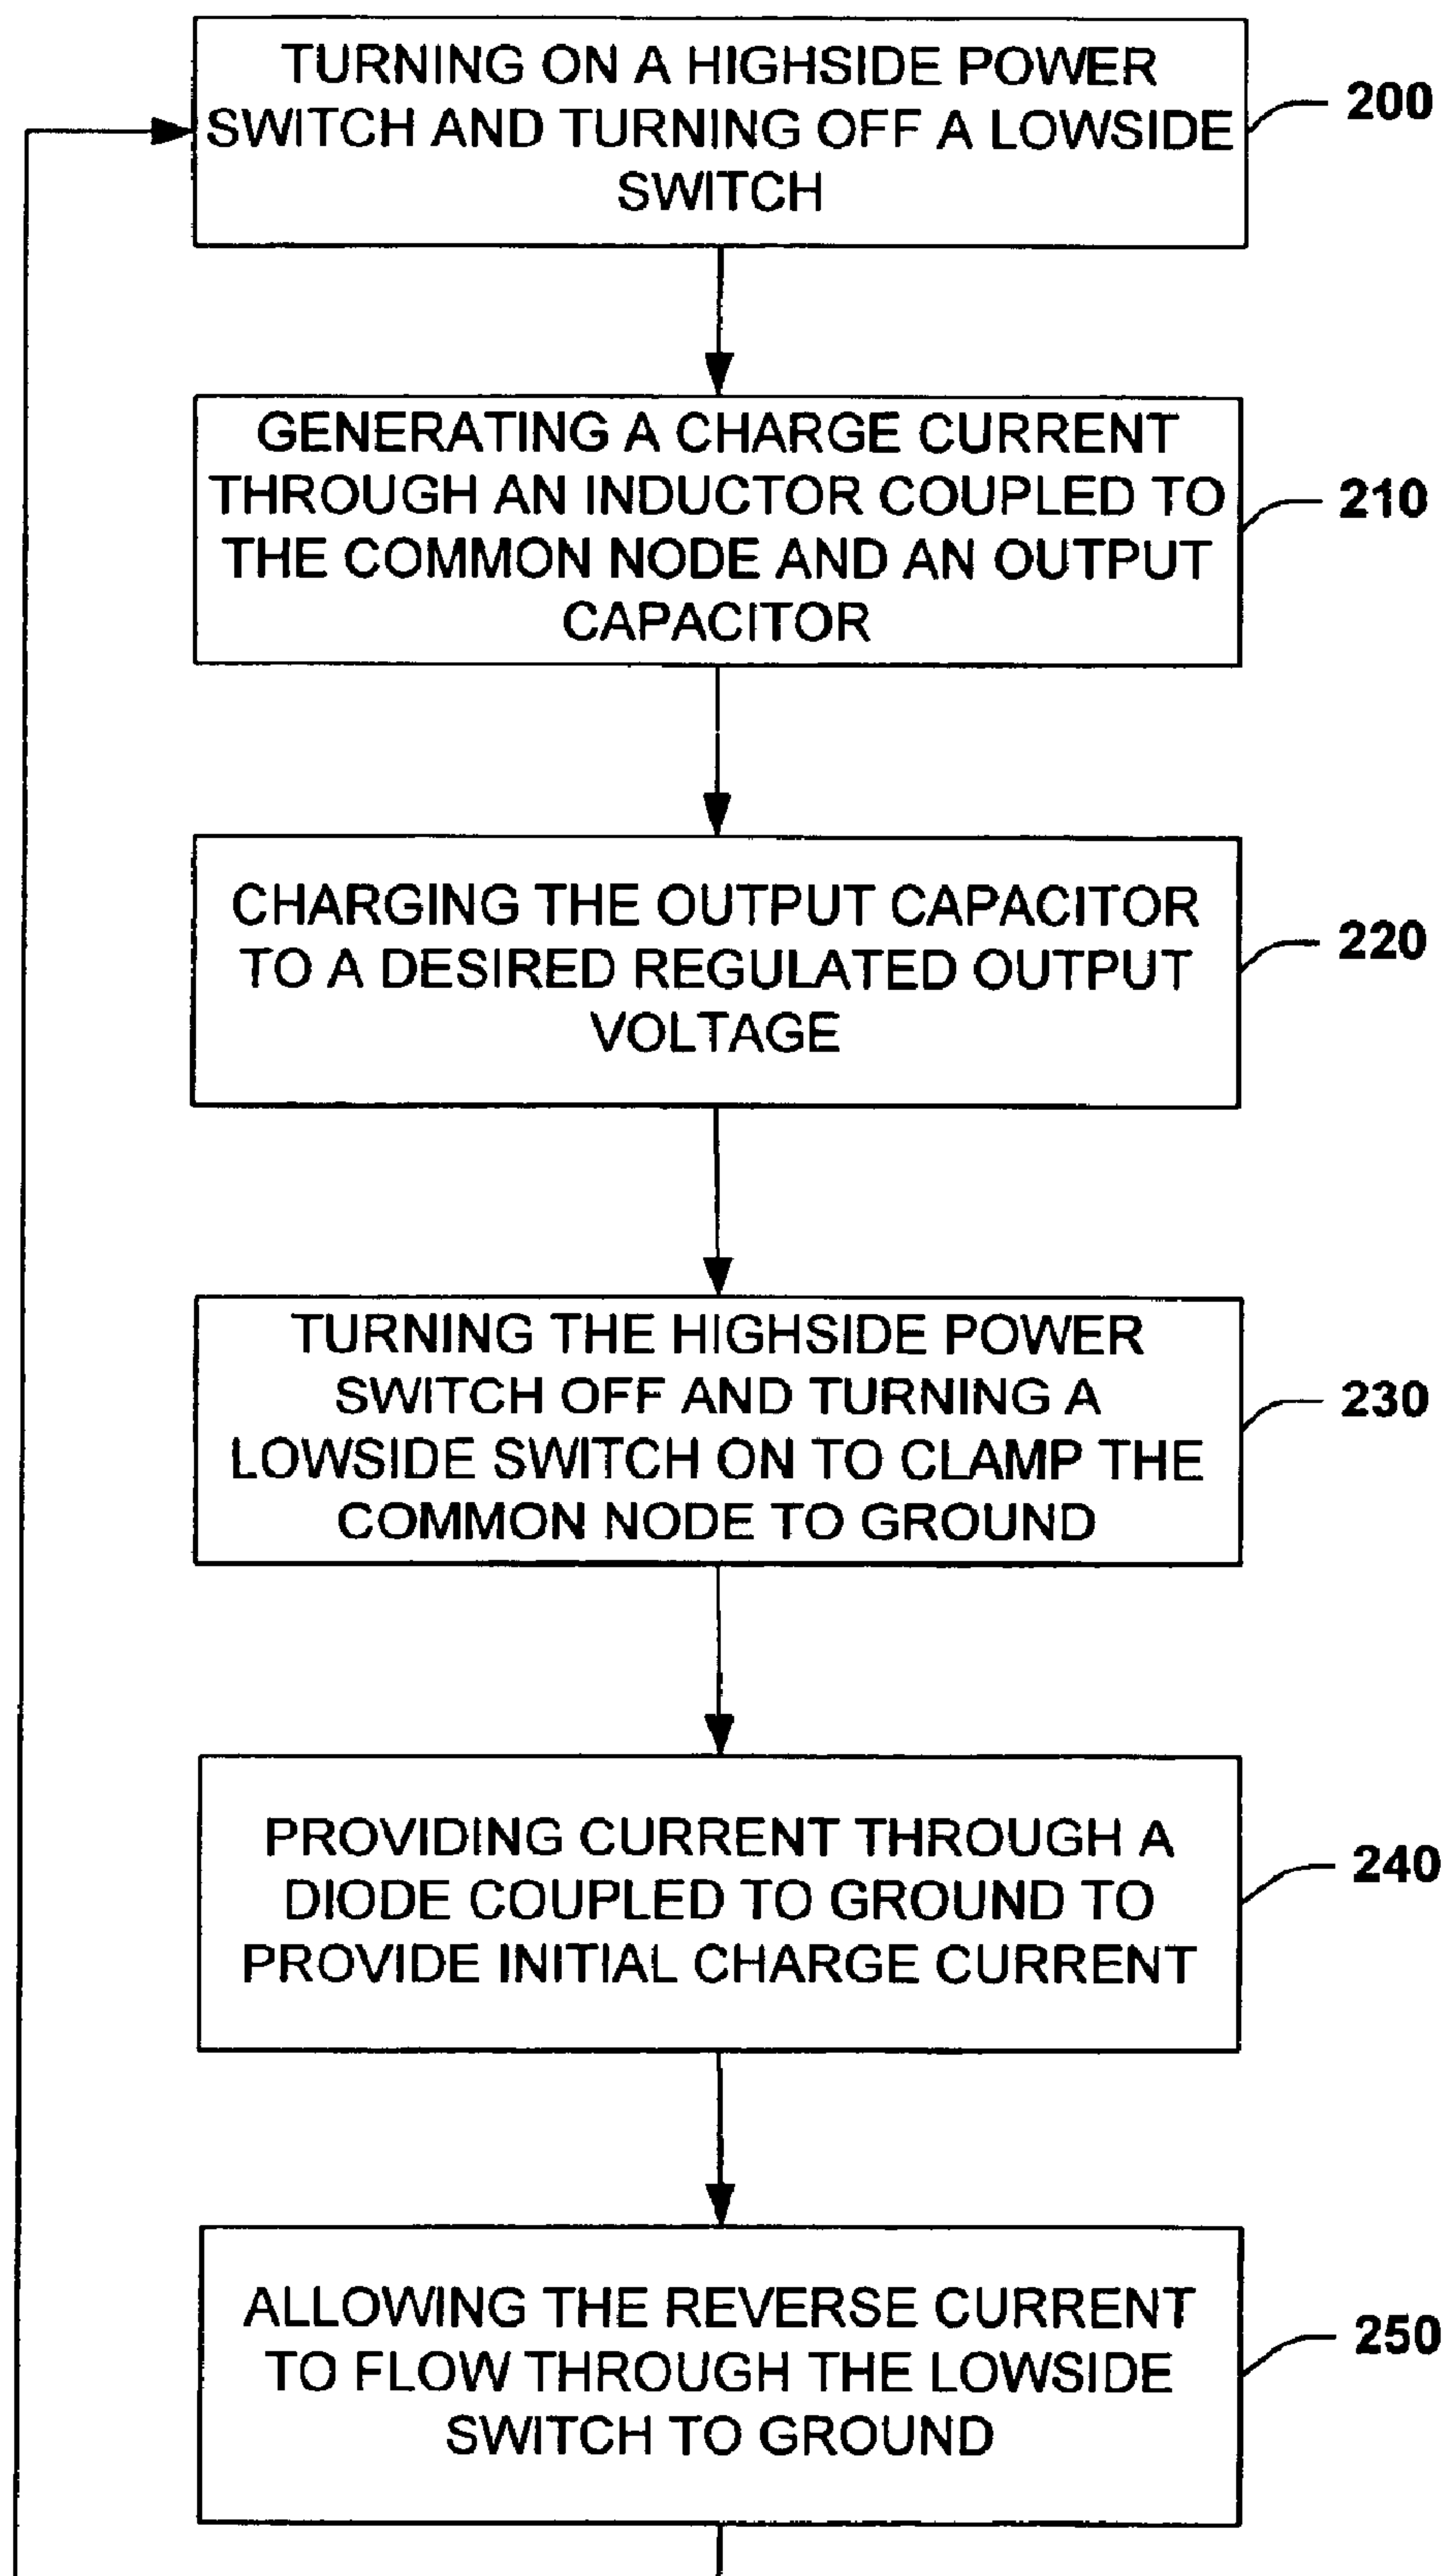 TURNING ON A HIGHSIDE POWER
SWITCH AND TURNING OFF A LOWSIDE
SWITCH
200
GENERATING A CHARGE CURRENT
THROUGH AN INDUCTOR COUPLED TO
THE COMMON NODE AND AN OUTPUT
CAPACITOR
210
CHARGING THE OUTPUT CAPACITOR
TO A DESIRED REGULATED OUTPUT
VOLTAGE
220
TURNING THE HIGHSIDE POWER
SWITCH OFF AND TURNING A
LOWSIDE SWITCH ON TO CLAMP THE
COMMON NODE TO GROUND
230
PROVIDING CURRENT THROUGH A
DIODE COUPLED TO GROUND TO
PROVIDE INITIAL CHARGE CURRENT
240
ALLOWING THE REVERSE CURRENT
TO FLOW THROUGH THE LOWSIDE
SWITCH TO GROUND
250